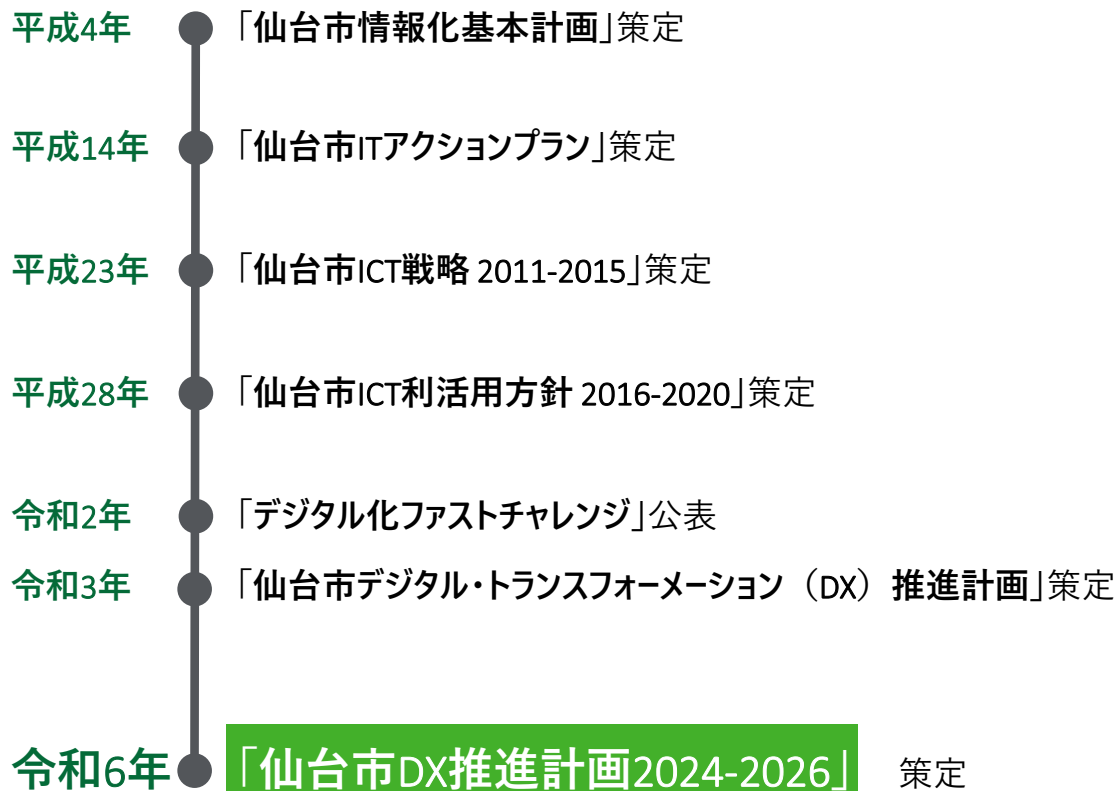 平成4年 「仙台市情報化基本計画」策定
平成14年 「仙台市ITアクションプラン」策定
平成23年 「仙台市ICT戦略 2011-2015」策定
平成28年 「仙台市ICT利活用方針 2016-2020」策定
令和2年 「デジタル化ファストチャレンジ」公表
令和3年 「仙台市デジタル・トランスフォーメーション（DX）推進計画」策定
令和6年 「仙台市DX推進計画2024-2026」 策定